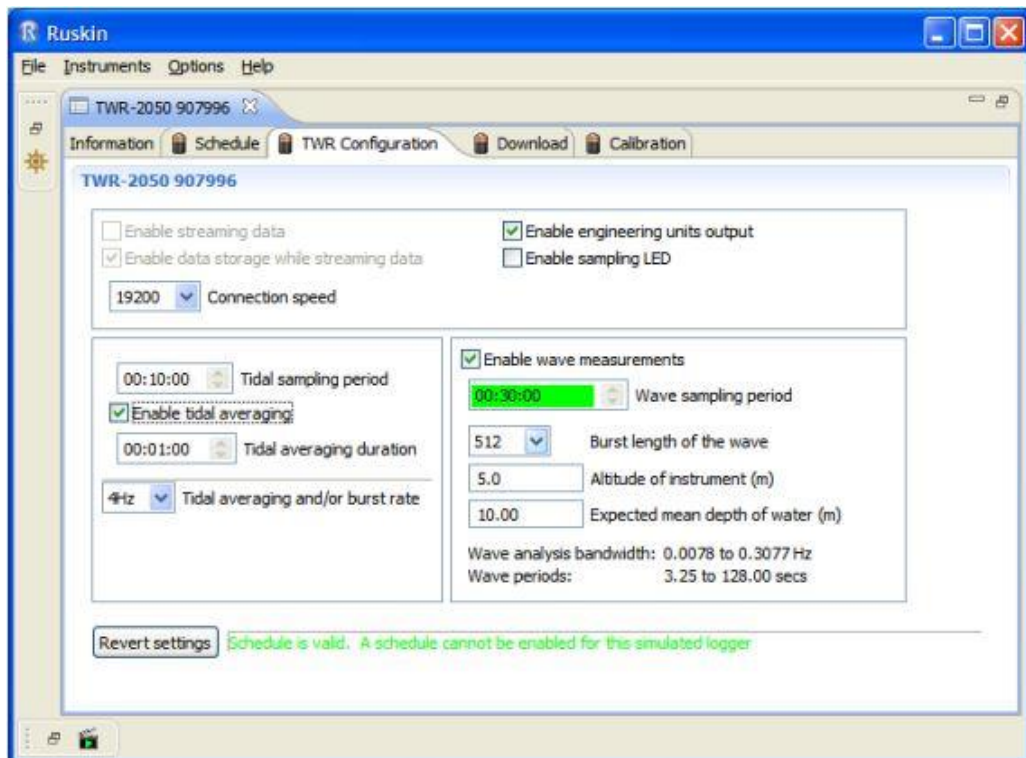 Ruskin
File Instruments Options Help
TWR-2050 907996
Information Schedule TWR Configuration Download Calibration
TWR-2050 907996
Enable streaming data
Enable engineering units output
Enable data storage while streaming data
Enable sampling LED
19200 Connection speed
00:10:00 Tidal sampling period
Enable tidal averaging
00:01:00 Tidal averaging duration
4Hz Tidal averaging and/or burst rate
Enable wave measurements
00:30:00 Wave sampling period
512 Burst length of the wave
5.0 Altitude of instrument (m)
10.00 Expected mean depth of water (m)
Wave analysis bandwidth: 0.0078 to 0.3077 Hz
Wave periods: 3.25 to 128.00 secs
Revert settings Schedule is valid. A schedule cannot be enabled for this simulated logger